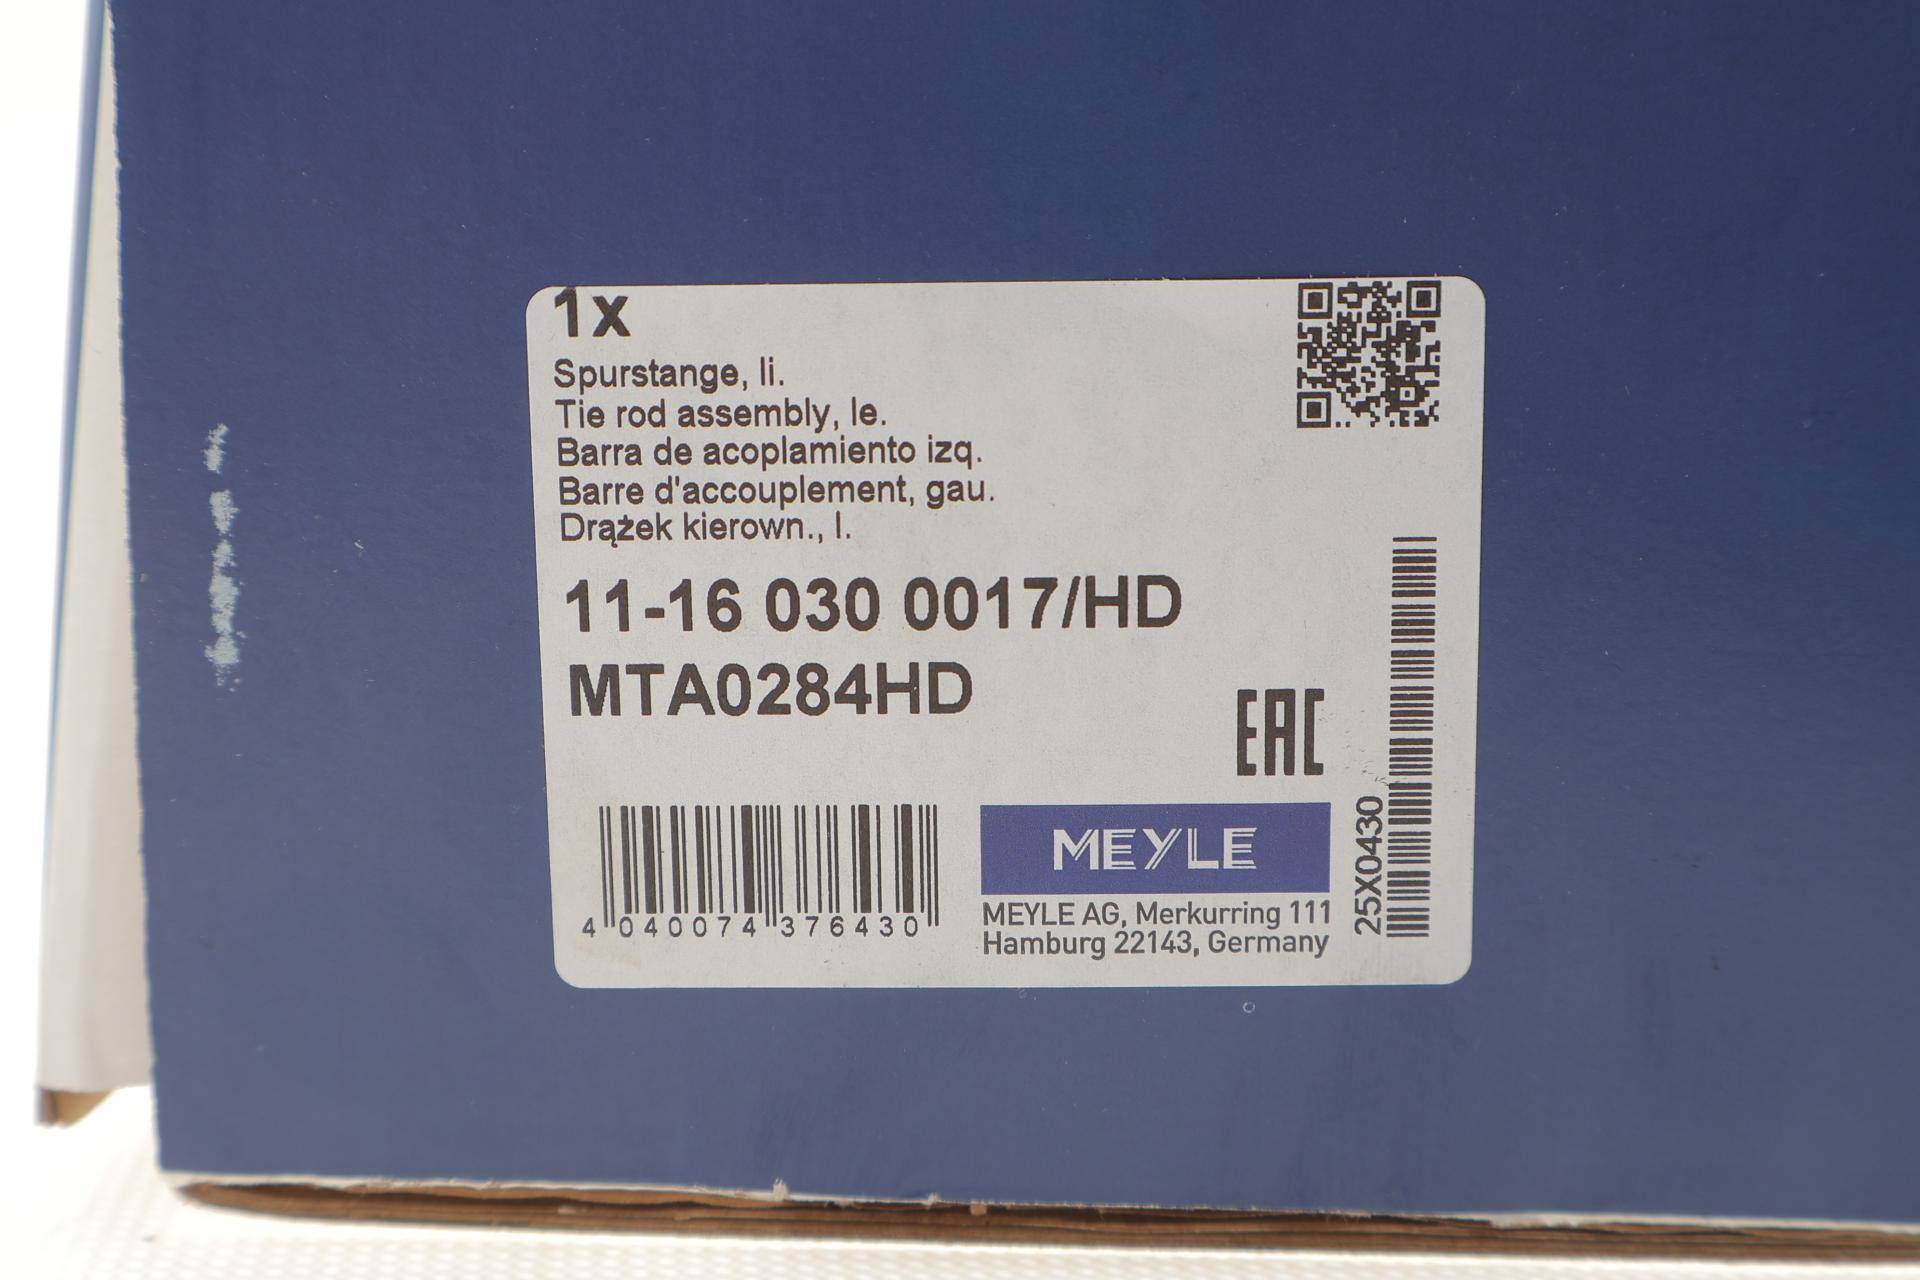 1x
Spurstange, li.
Tie rod assembly, le.
Barra de acoplamiento izq.
Barre d'accouplement, gau.
Drążek kierown., l.
11-16 030 0017/HD
MTA0284HD
EAC
4 040074 376430
MEYLE
MEYLE AG, Merkurring 111
Hamburg 22143, Germany
25X0430